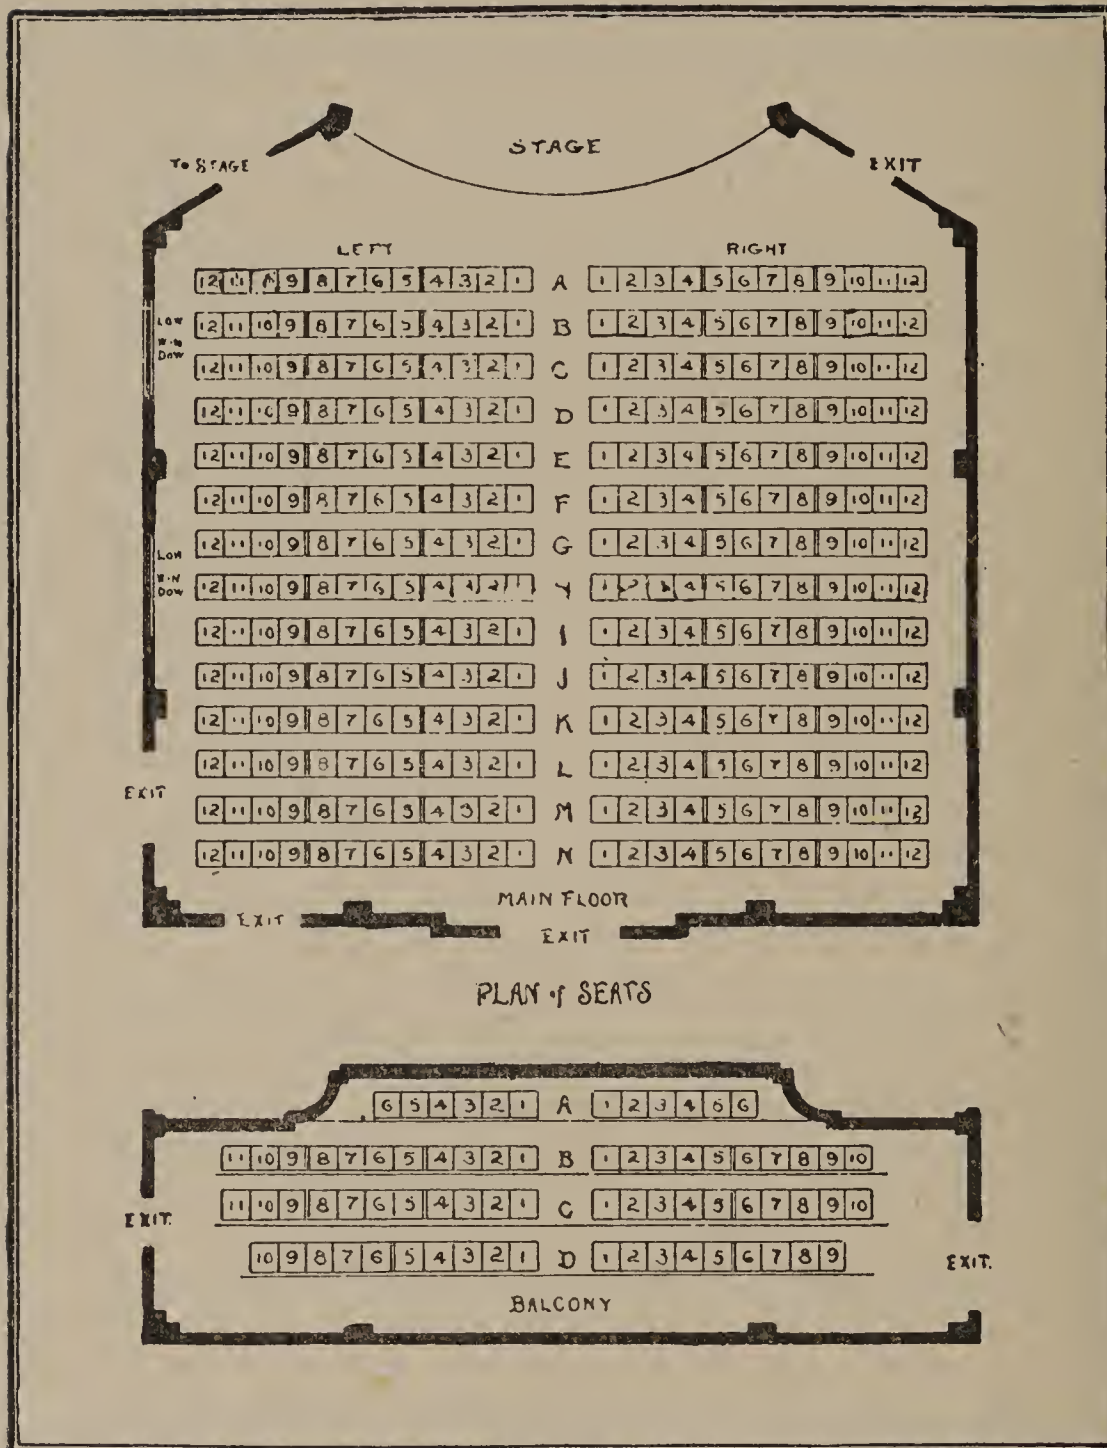 STAGE
To STAGE
EXIT
LEFT RIGHT
12 11 9 8 7 6 5 4 3 2 1 A 1 2 3 4 5 6 7 8 9 10 11 12
LOW
12 11 10 9 8 7 6 5 4 3 2 1 B 1 2 3 4 5 6 7 8 9 10 11 12
WIN
DOW
12 11 10 9 8 7 6 5 4 3 2 1 C 1 2 3 4 5 6 7 8 9 10 11 12
12 11 10 9 8 7 6 5 4 3 2 1 D 1 2 3 4 5 6 7 8 9 10 11 12
12 11 10 9 8 7 6 5 4 3 2 1 E 1 2 3 4 5 6 7 8 9 10 11 12
12 11 10 9 8 7 6 5 4 3 2 1 F 1 2 3 4 5 6 7 8 9 10 11 12
12 11 10 9 8 7 6 5 4 3 2 1 G 1 2 3 4 5 6 7 8 9 10 11 12
LOW
WIN
DOW
12 11 10 9 8 7 6 5 4 3 2 1 1 2 4 5 6 7 8 9 10 11 12
12 11 10 9 8 7 6 5 4 3 2 1 I 1 2 3 4 5 6 7 8 9 10 11 12
12 11 10 9 8 7 6 5 4 3 2 1 J 1 2 3 4 5 6 7 8 9 10 11 12
12 11 10 9 8 7 6 5 4 3 2 1 K 1 2 3 4 5 6 7 8 9 10 11 12
12 11 10 9 8 7 6 5 4 3 2 1 L 1 2 3 4 5 6 7 8 9 10 11 12
EXIT
12 11 10 9 8 7 6 5 4 3 2 1 M 1 2 3 4 5 6 7 8 9 10 11 12
12 11 10 9 8 7 6 5 4 3 2 1 N 1 2 3 4 5 6 7 8 9 10 11 12
MAIN FLOOR
EXIT
EXIT
PLAN of SEATS
6 5 4 3 2 1 A 1 2 3 4 5 6
11 10 9 8 7 6 5 4 3 2 1 B 1 2 3 4 5 6 7 8 9 10
11 10 9 8 7 6 5 4 3 2 1 C 1 2 3 4 5 6 7 8 9 10
EXIT.
10 9 8 7 6 5 4 3 2 1 D 1 2 3 4 5 6 7 8 9
EXIT.
BALCONY